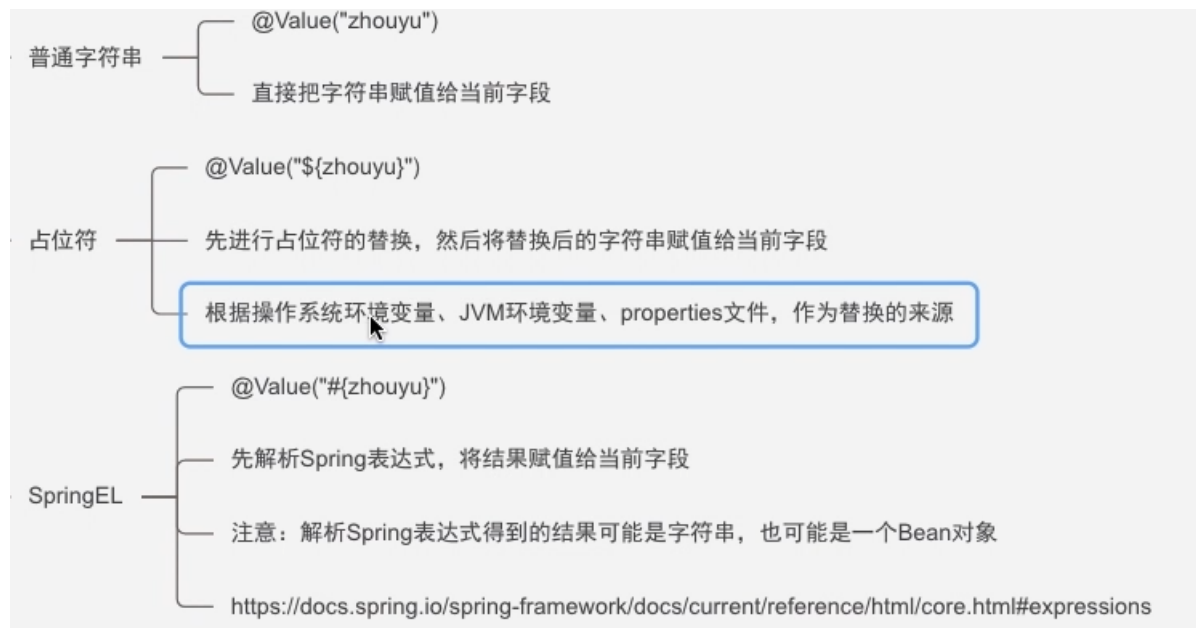 @Value("zhouyu")
普通字符串
直接把字符串赋值给当前字段
@Value("${zhouyu}")
占位符
先进行占位符的替换，然后将替换后的字符串赋值给当前字段
根据操作系统环境变量、JVM环境变量、properties文件，作为替换的来源
@Value("#{zhouyu}")
先解析Spring表达式，将结果赋值给当前字段
SpringEL
注意：解析Spring表达式得到的结果可能是字符串，也可能是一个Bean对象
https://docs.spring.io/spring-framework/docs/current/reference/html/core.html#expressions